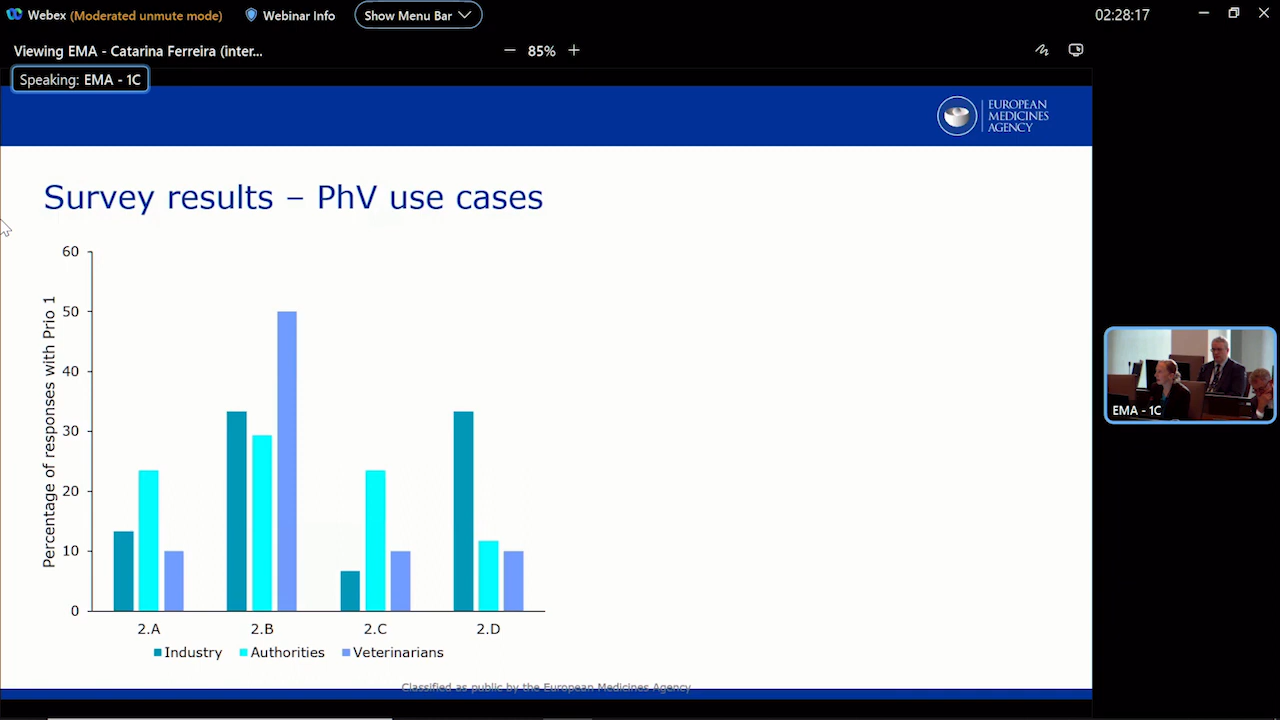 Webex (Moderated unmute mode) Webinar Info Show Menu Bar 02:28:17
Viewing EMA - Catarina Ferreira (inter... 85%
Speaking: EMA - 1C
EUROPEAN
MEDICINES
AGENCY
Survey results – PhV use cases
Percentage of responses with Prio 1
60
50
40
30
20
10
0
2.A 2.B 2.C 2.D
Industry Authorities Veterinarians
Classified as public by the European Medicines Agency
EMA - 1C